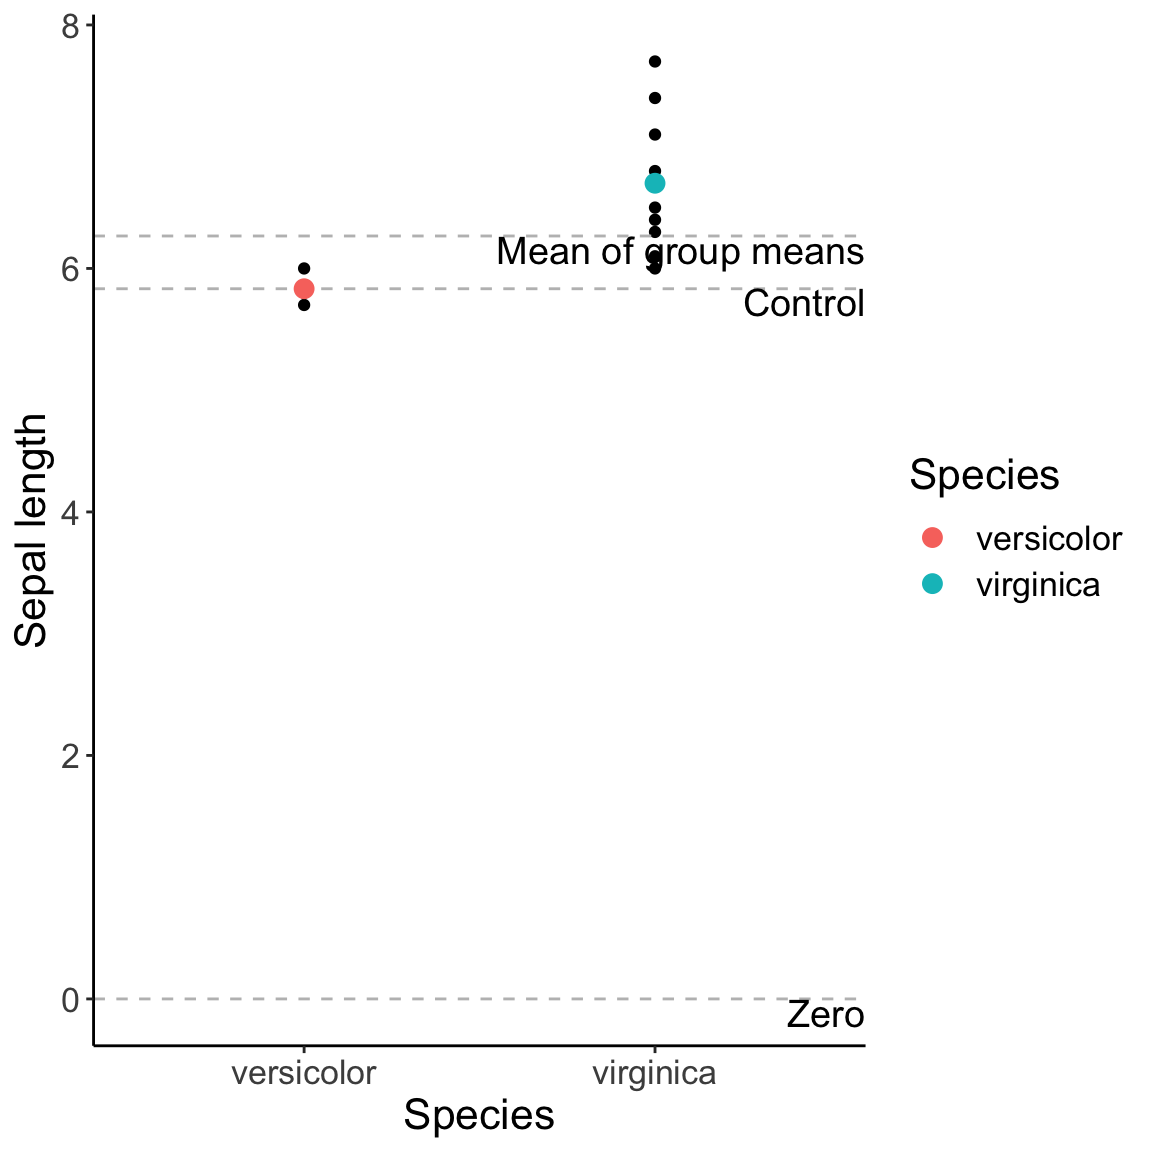 8
6
4
2
0
Sepal length
Mean of group means
Control
Zero
versicolor
virginica
Species
Species
versicolor
virginica